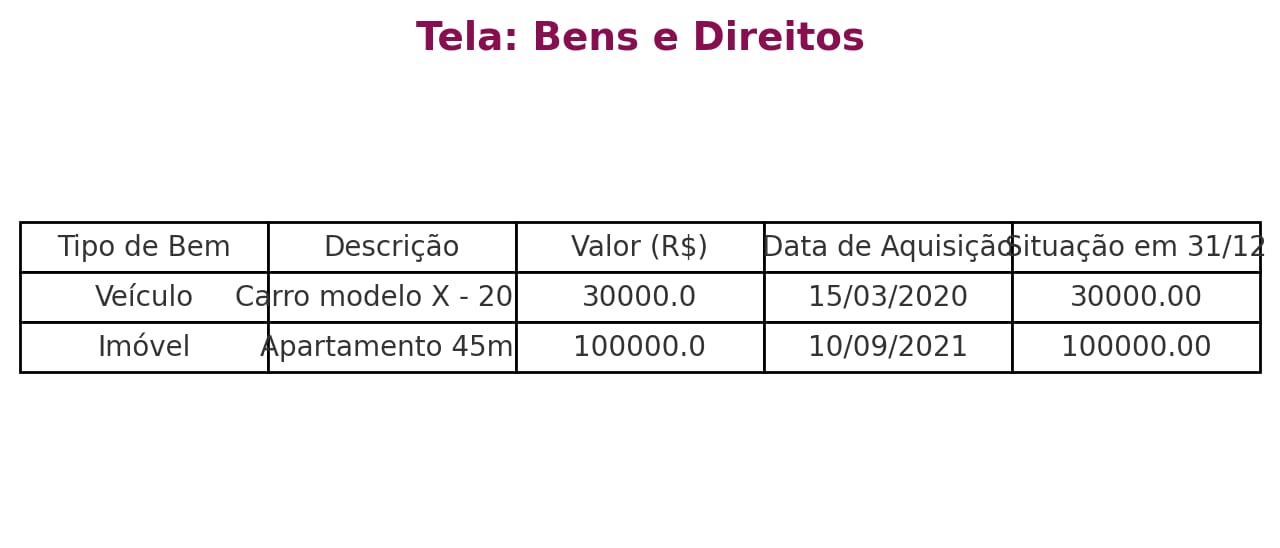 Tela: Bens e Direitos
Tipo de Bem Descrição Valor (R$) Data de Aquisição Situação em 31/12
Veículo Carro modelo X - 20 30000.0 15/03/2020 30000.00
Imóvel Apartamento 45m 100000.0 10/09/2021 100000.00